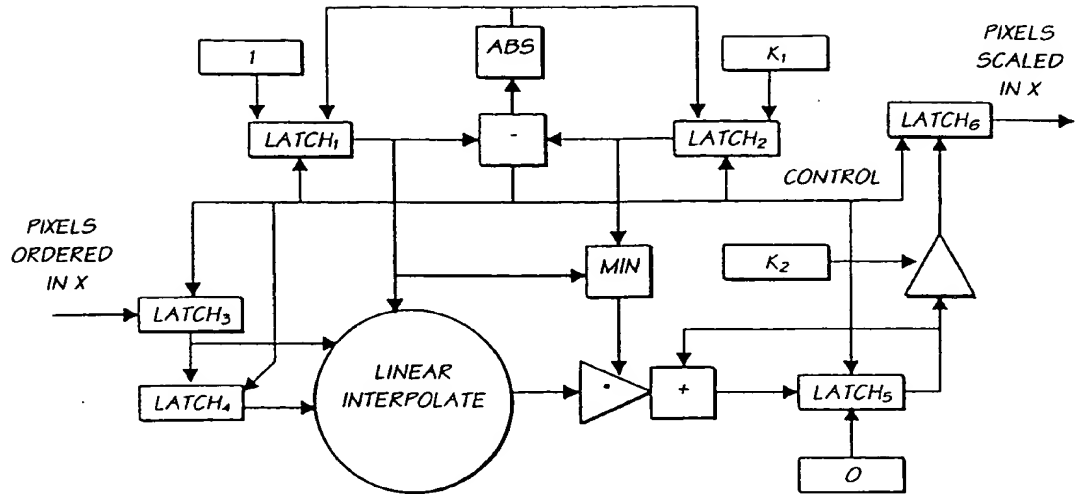 ABS
1
K₁
PIXELS
SCALED
IN X
LATCH₁
-
LATCH₂
LATCH₆
CONTROL
PIXELS
ORDERED
IN X
MIN
K₂
LATCH₃
LINEAR
INTERPOLATE
LATCH₄
·
+
LATCH₅
0